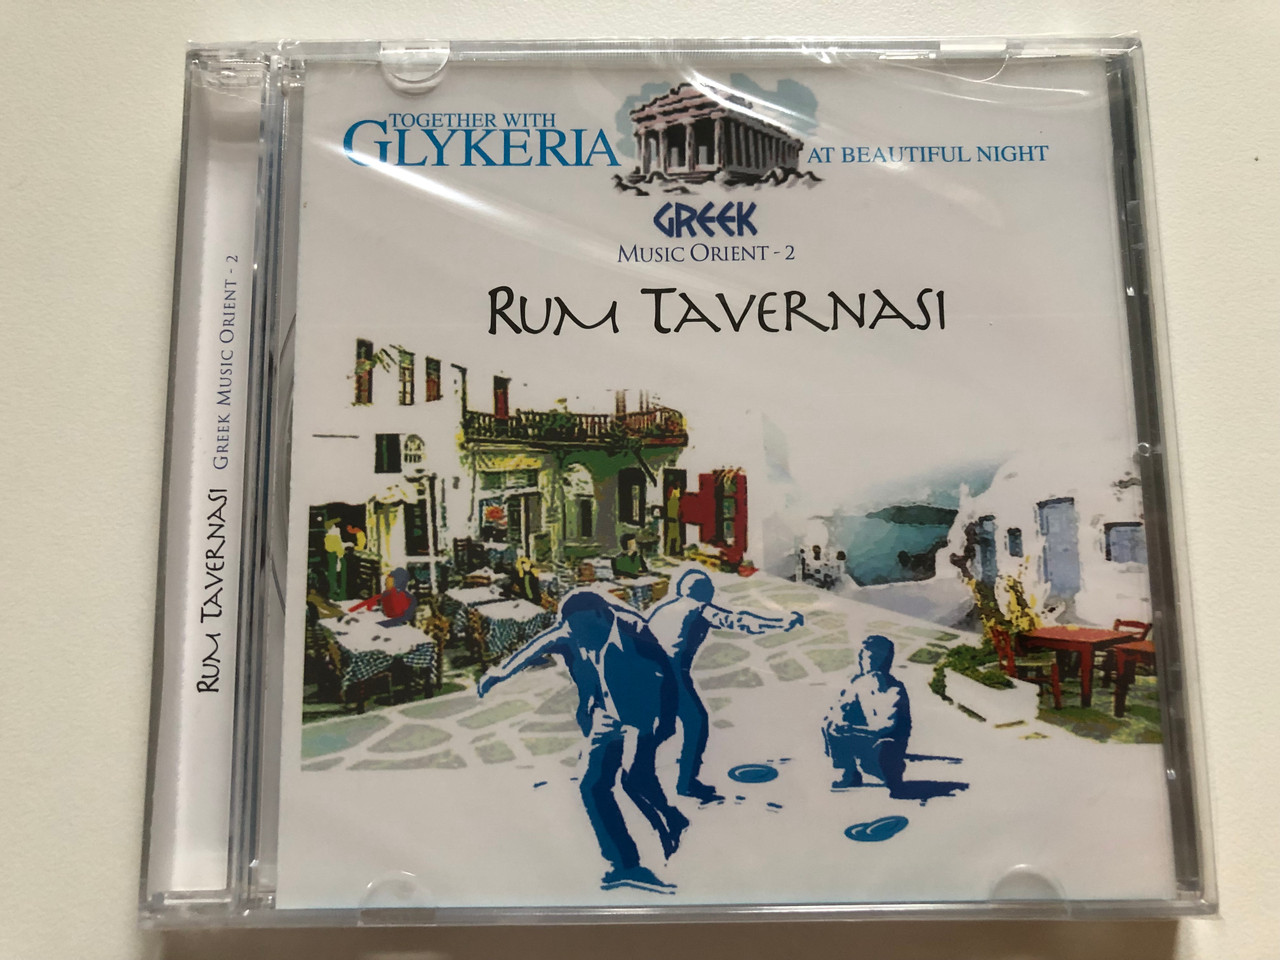 TOGETHER WITH
GLYKERIA
AT BEAUTIFUL NIGHT
GREEK
MUSIC ORIENT - 2
RUM TAVERNASI
RUM TAVERNASI GREEK MUSIC ORIENT - 2